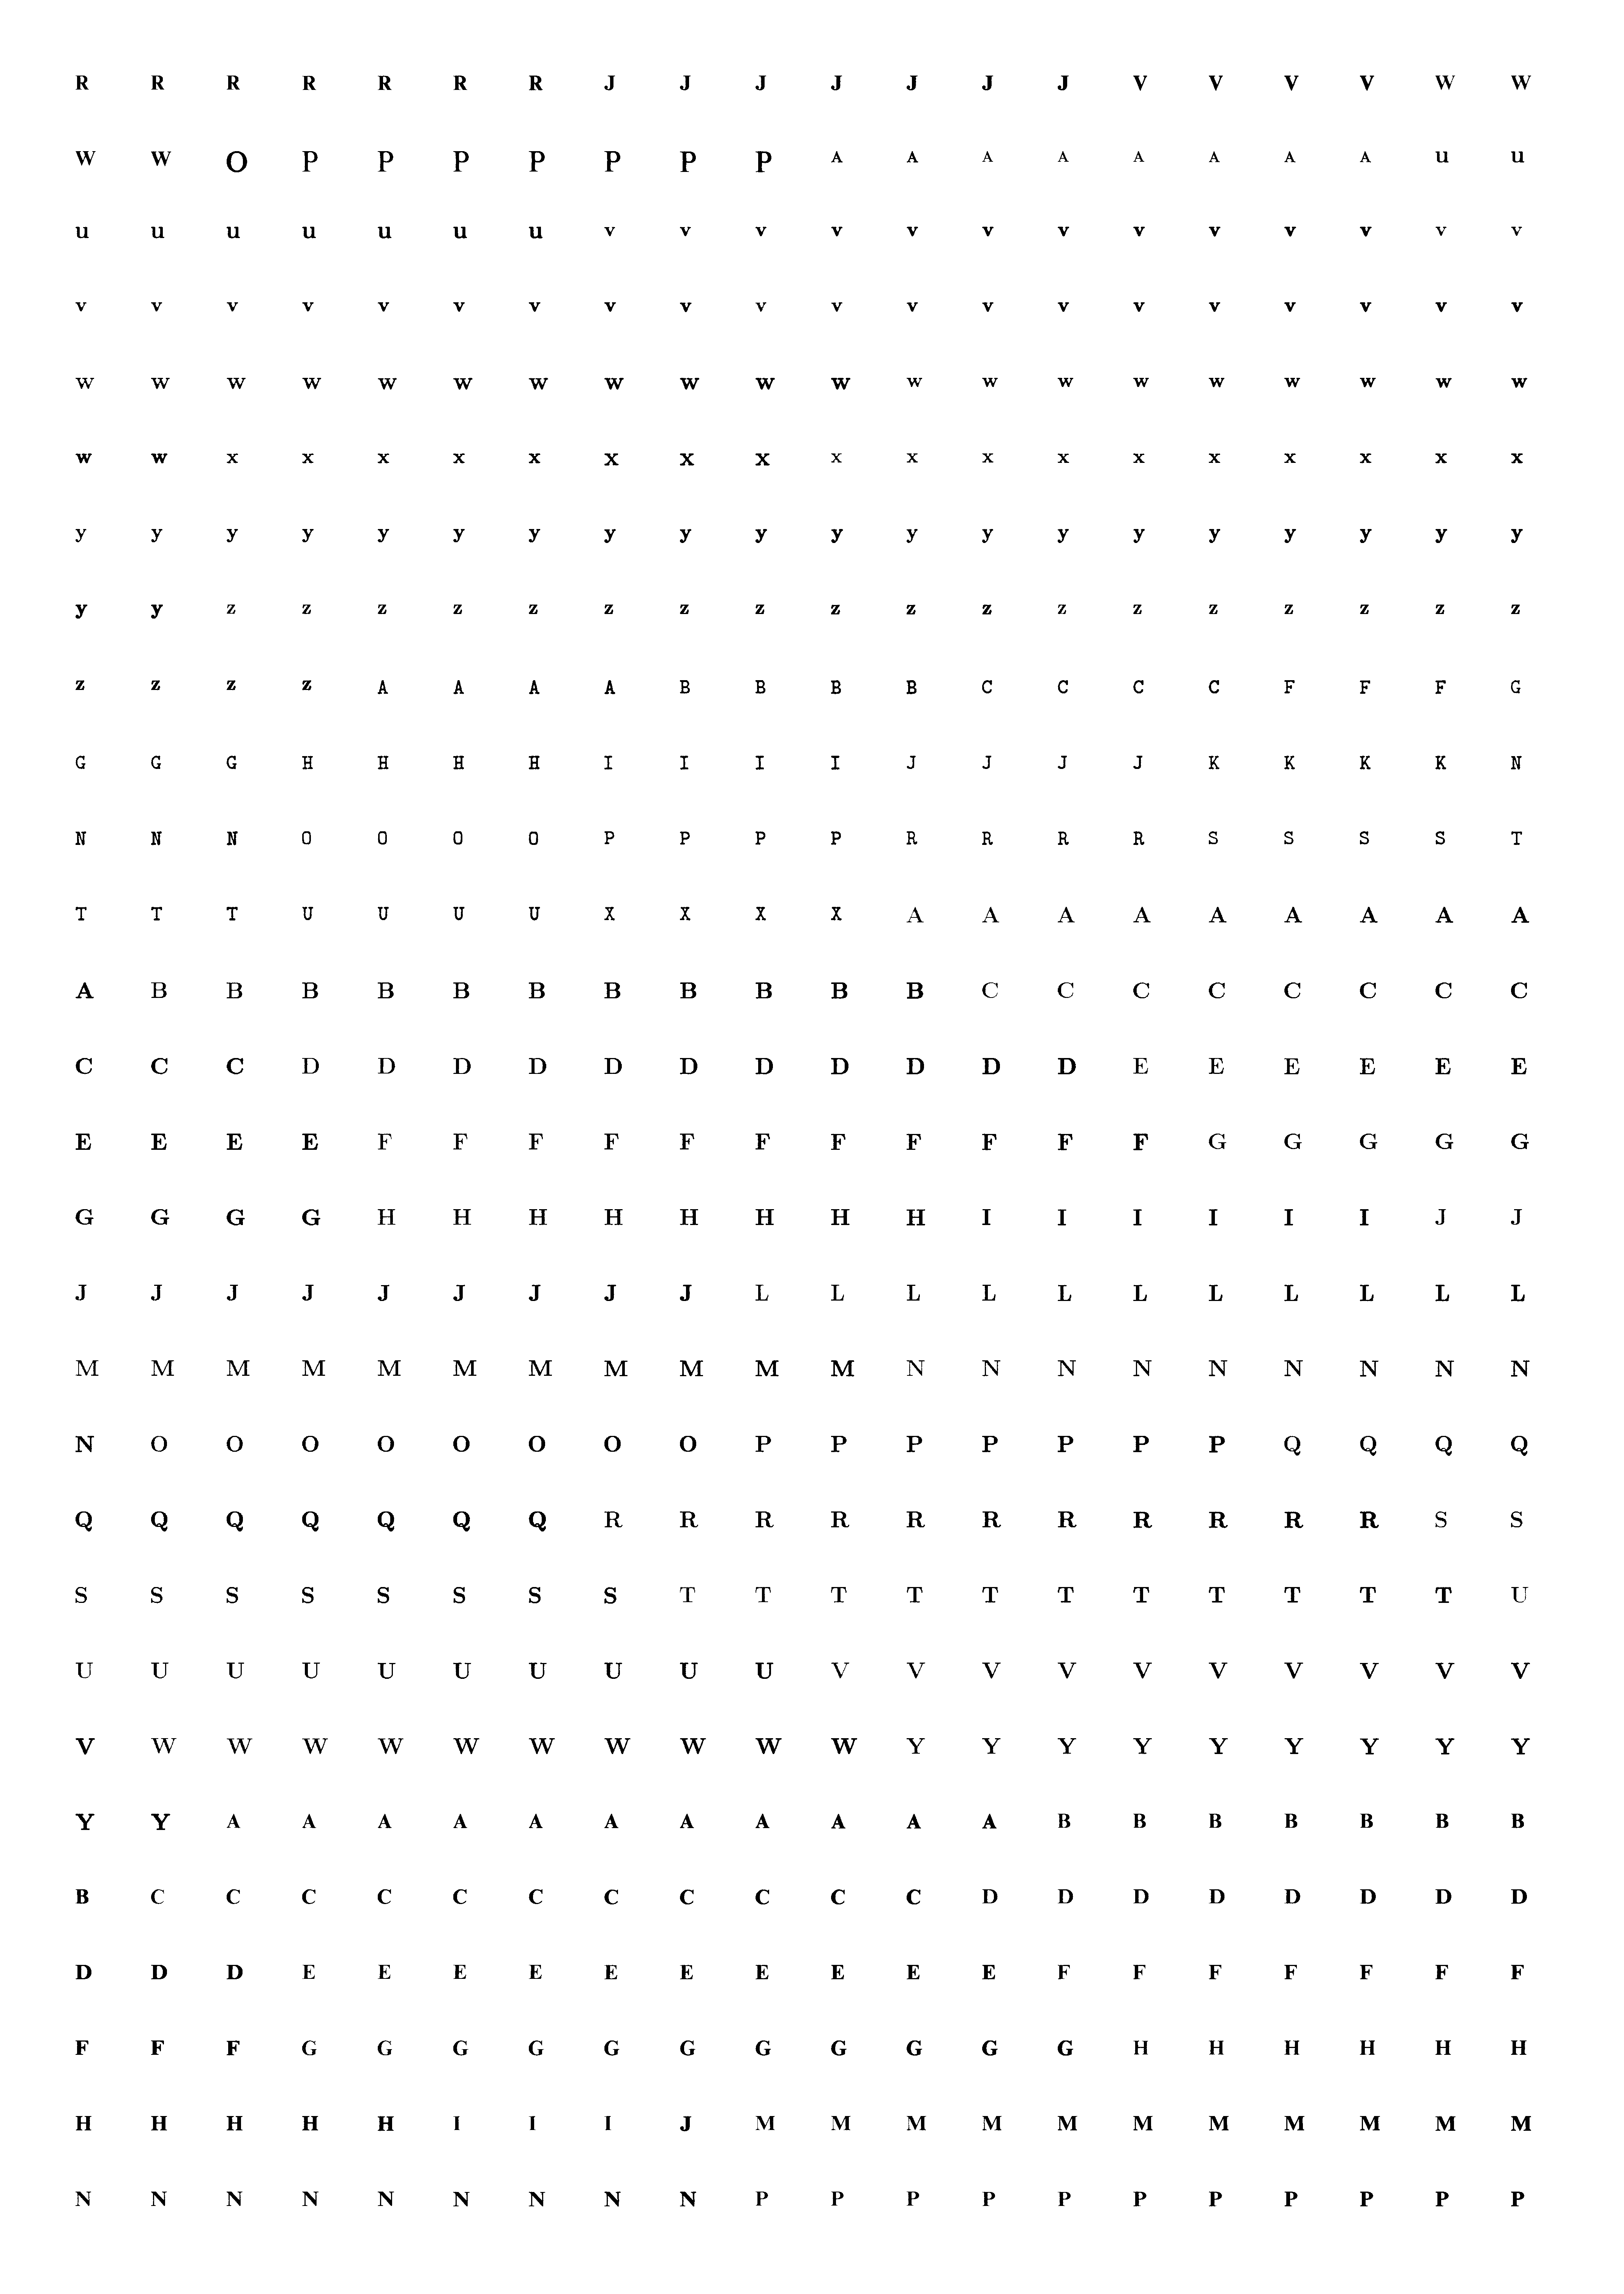 R R R R R R R J J J J J J J V V V V W W
W W O P P P P P P P A A A A A A A A u u
u u u u u u u v v v v v v v v v v v v v
v v v v v v v v v v v v v v v v v v v v
w w w w w w w w w w w w w w w w w w w w
w w x x x x x x x x x x x x x x x x x x
y y y y y y y y y y y y y y y y y y y y
y y z z z z z z z z z z z z z z z z z z
z z z z A A A A B B B B C C C C F F F G
G G G H H H H I I I I J J J J K K K K N
N N N O O O O P P P P R R R R S S S S T
T T T U U U U X X X X A A A A A A A A A
A B B B B B B B B B B B C C C C C C C C
C C C D D D D D D D D D D D E E E E E E
E E E E F F F F F F F F F F F G G G G G
G G G G H H H H H H H H I I I I I I J J
J J J J J J J J J L L L L L L L L L L L
M M M M M M M M M M M N N N N N N N N N
N O O O O O O O O P P P P P P P Q Q Q Q
Q Q Q Q Q Q Q R R R R R R R R R R R S S
S S S S S S S S T T T T T T T T T T T U
U U U U U U U U U U V V V V V V V V V V
V W W W W W W W W W W Y Y Y Y Y Y Y Y Y
Y Y A A A A A A A A A A A B B B B B B B
B C C C C C C C C C C C D D D D D D D D
D D D E E E E E E E E E E F F F F F F F
F F F G G G G G G G G G G G H H H H H H
H H H H H I I I J M M M M M M M M M M M
N N N N N N N N N P P P P P P P P P P P